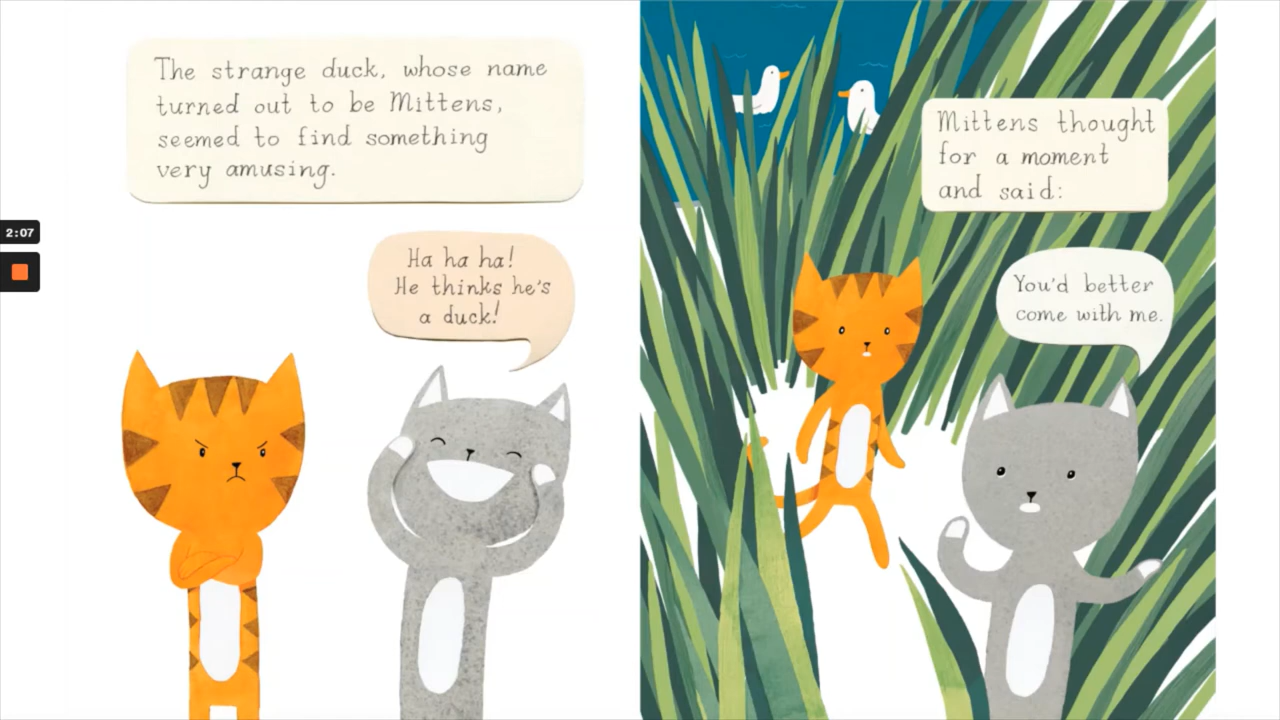 The strange duck, whose name
turned out to be Mittens,
seemed to find something
very amusing.
Ha ha ha!
He thinks he's
a duck!
Mittens thought
for a moment
and said:
You'd better
come with me.
2:07